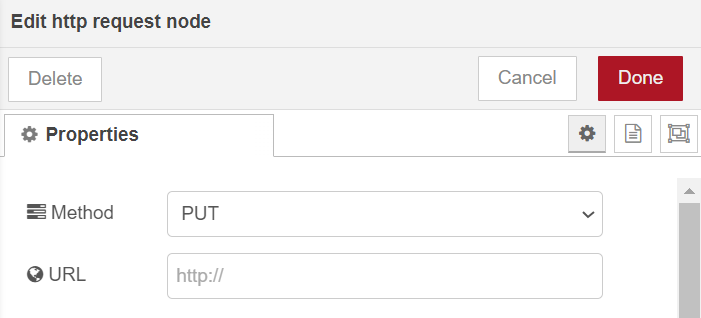 Edit http request node
Delete
Cancel
Done
Properties
Method
PUT
URL
http://